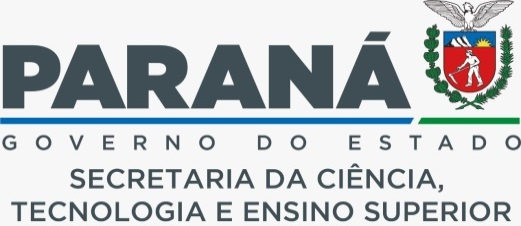 PARANÁ
GOVERNO DO ESTADO
SECRETARIA DA CIÊNCIA,
TECNOLOGIA E ENSINO SUPERIOR